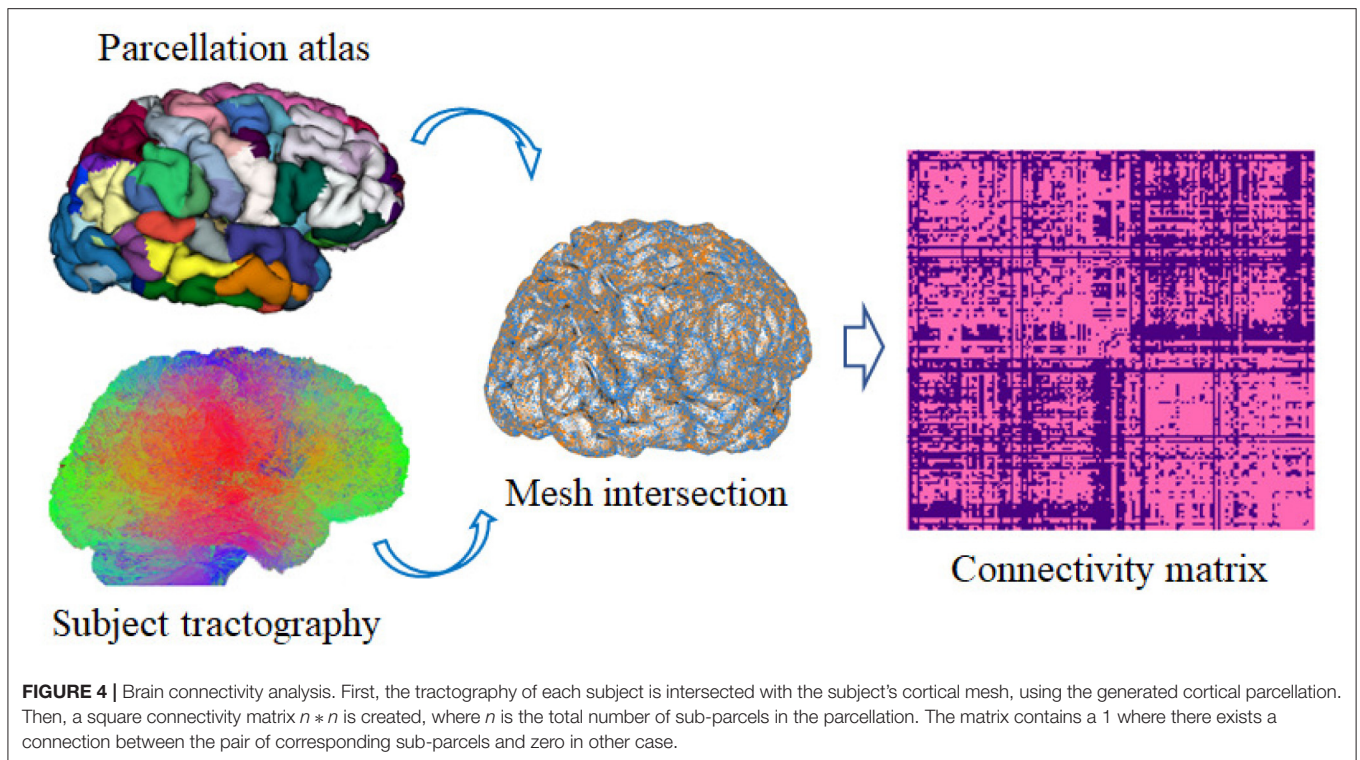 Parcellation atlas
Mesh intersection
Subject tractography
Connectivity matrix
FIGURE 4 | Brain connectivity analysis. First, the tractography of each subject is intersected with the subject's cortical mesh, using the generated cortical parcellation.
Then, a square connectivity matrix n ∗ n is created, where n is the total number of sub-parcels in the parcellation. The matrix contains a 1 where there exists a
connection between the pair of corresponding sub-parcels and zero in other case.